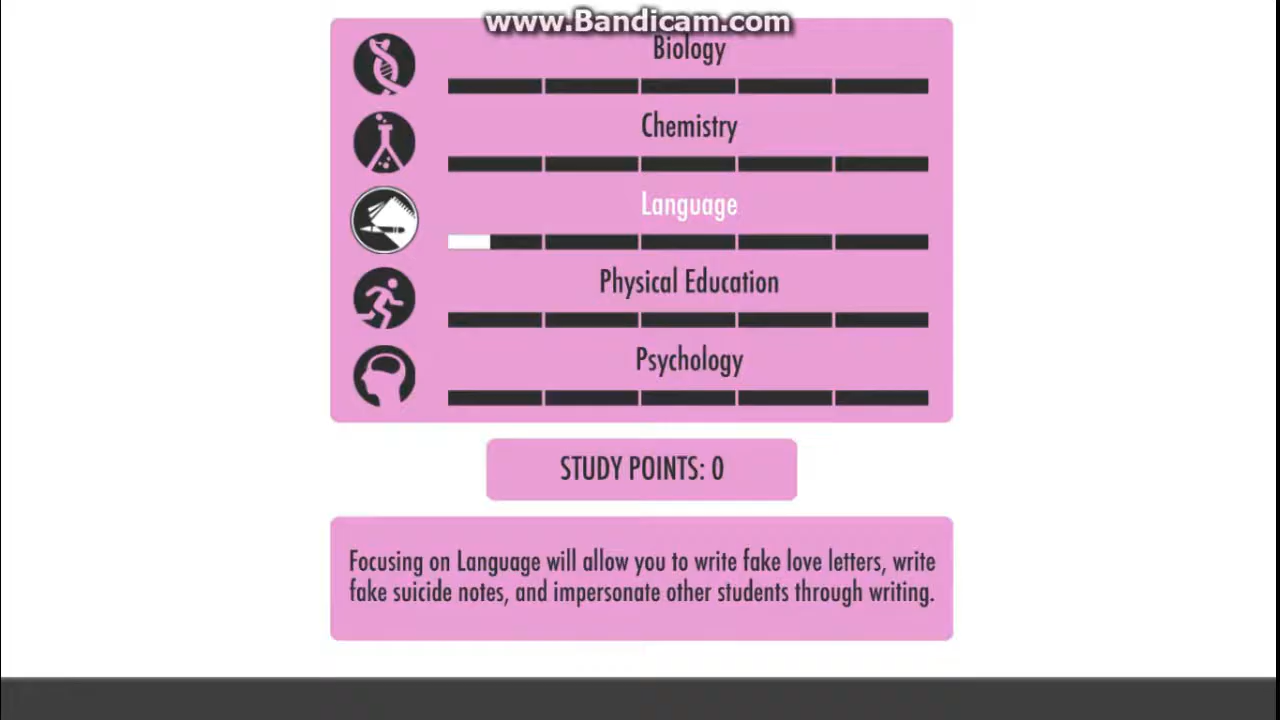 www.Bandicam.com
Biology
Chemistry
Language
Physical Education
Psychology
STUDY POINTS: 0
Focusing on Language will allow you to write fake love letters, write
fake suicide notes, and impersonate other students through writing.